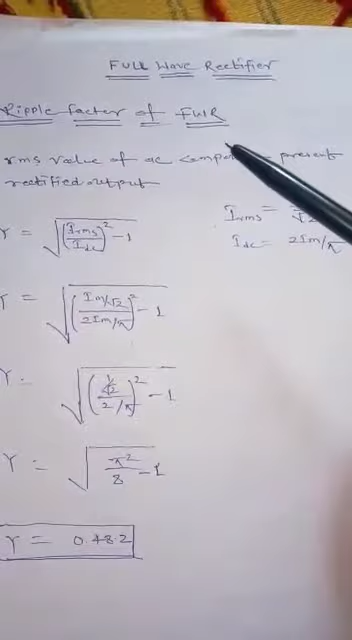 Full Wave Rectifier
Ripple factor of FWR
rms value of ac present
rectified output
γ = √((Irms/Idc)² - 1)
Irms =
Idc = 2Im/π
γ = √((Im/√2 / 2Im/π)² - 1)
γ = √((1/√2 / 2/π)² - 1)
γ = √(π²/8 - 1)
γ = 0.482